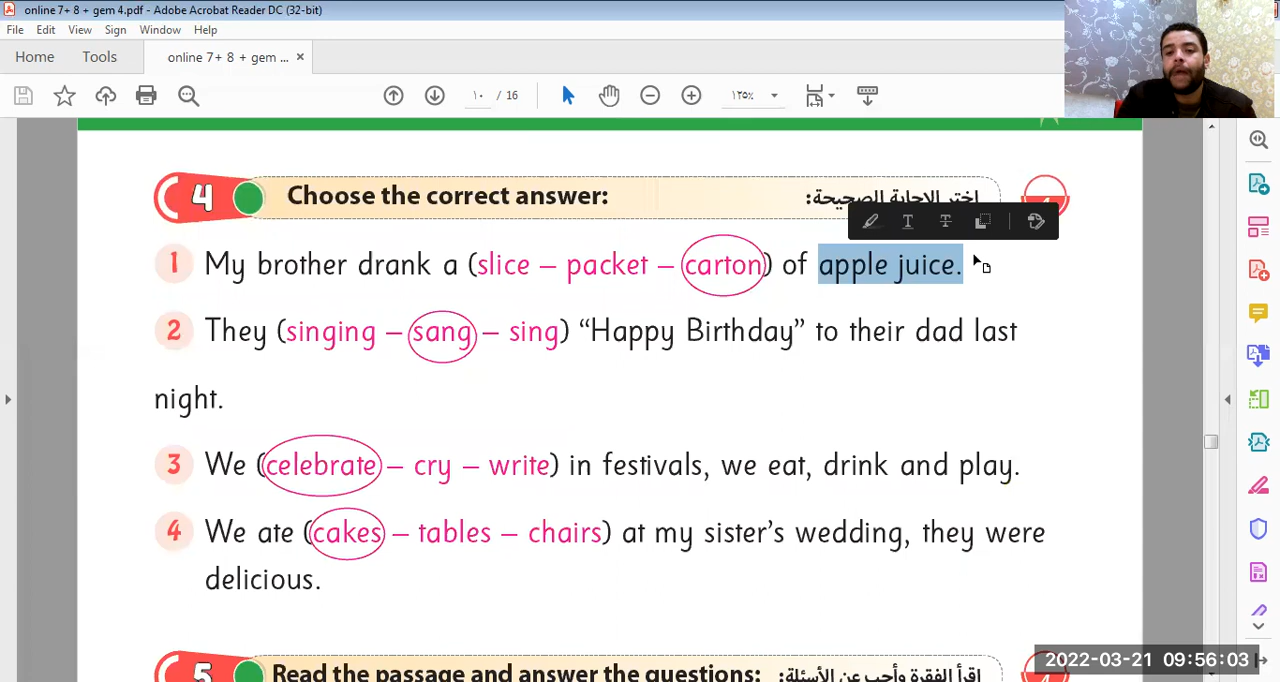 online 7+ 8 + gem 4.pdf - Adobe Acrobat Reader DC (32-bit)
File Edit View Sign Window Help
Home Tools online 7+ 8 + gem ... ×
١٠ / 16 ١٢٥%
4 Choose the correct answer: اختر الإجابة الصحيحة:
1 My brother drank a (slice – packet – carton) of apple juice.
2 They (singing – sang – sing) “Happy Birthday” to their dad last
night.
3 We (celebrate – cry – write) in festivals, we eat, drink and play.
4 We ate (cakes – tables – chairs) at my sister’s wedding, they were
delicious.
5 Read the passage and answer the questions: اقرأ الفقرة وأجب عن الأسئلة:
2022-03-21 09:56:03